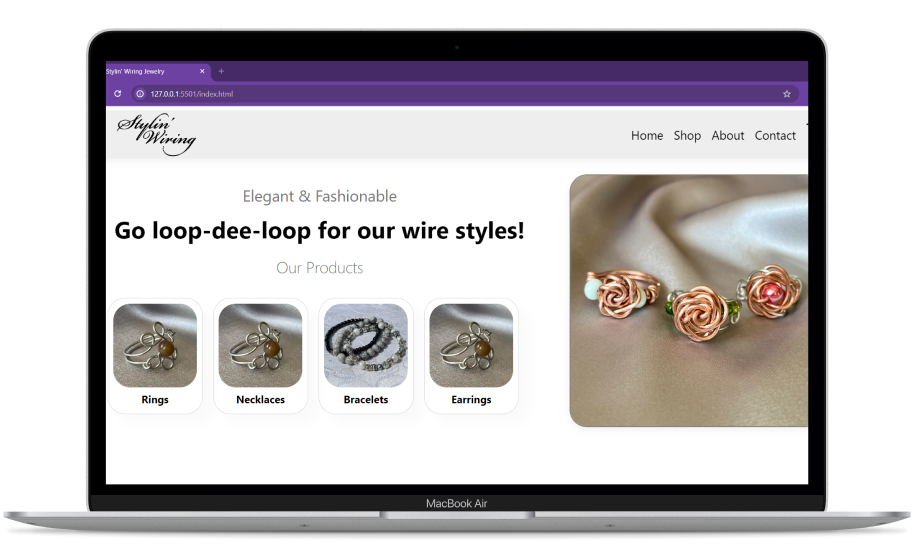 Stylin' Wiring Jewelry
127.0.0.1:5501/index.html
Stylin'
Wiring
Home Shop About Contact
Elegant & Fashionable
Go loop-dee-loop for our wire styles!
Our Products
Rings Necklaces Bracelets Earrings
MacBook Air